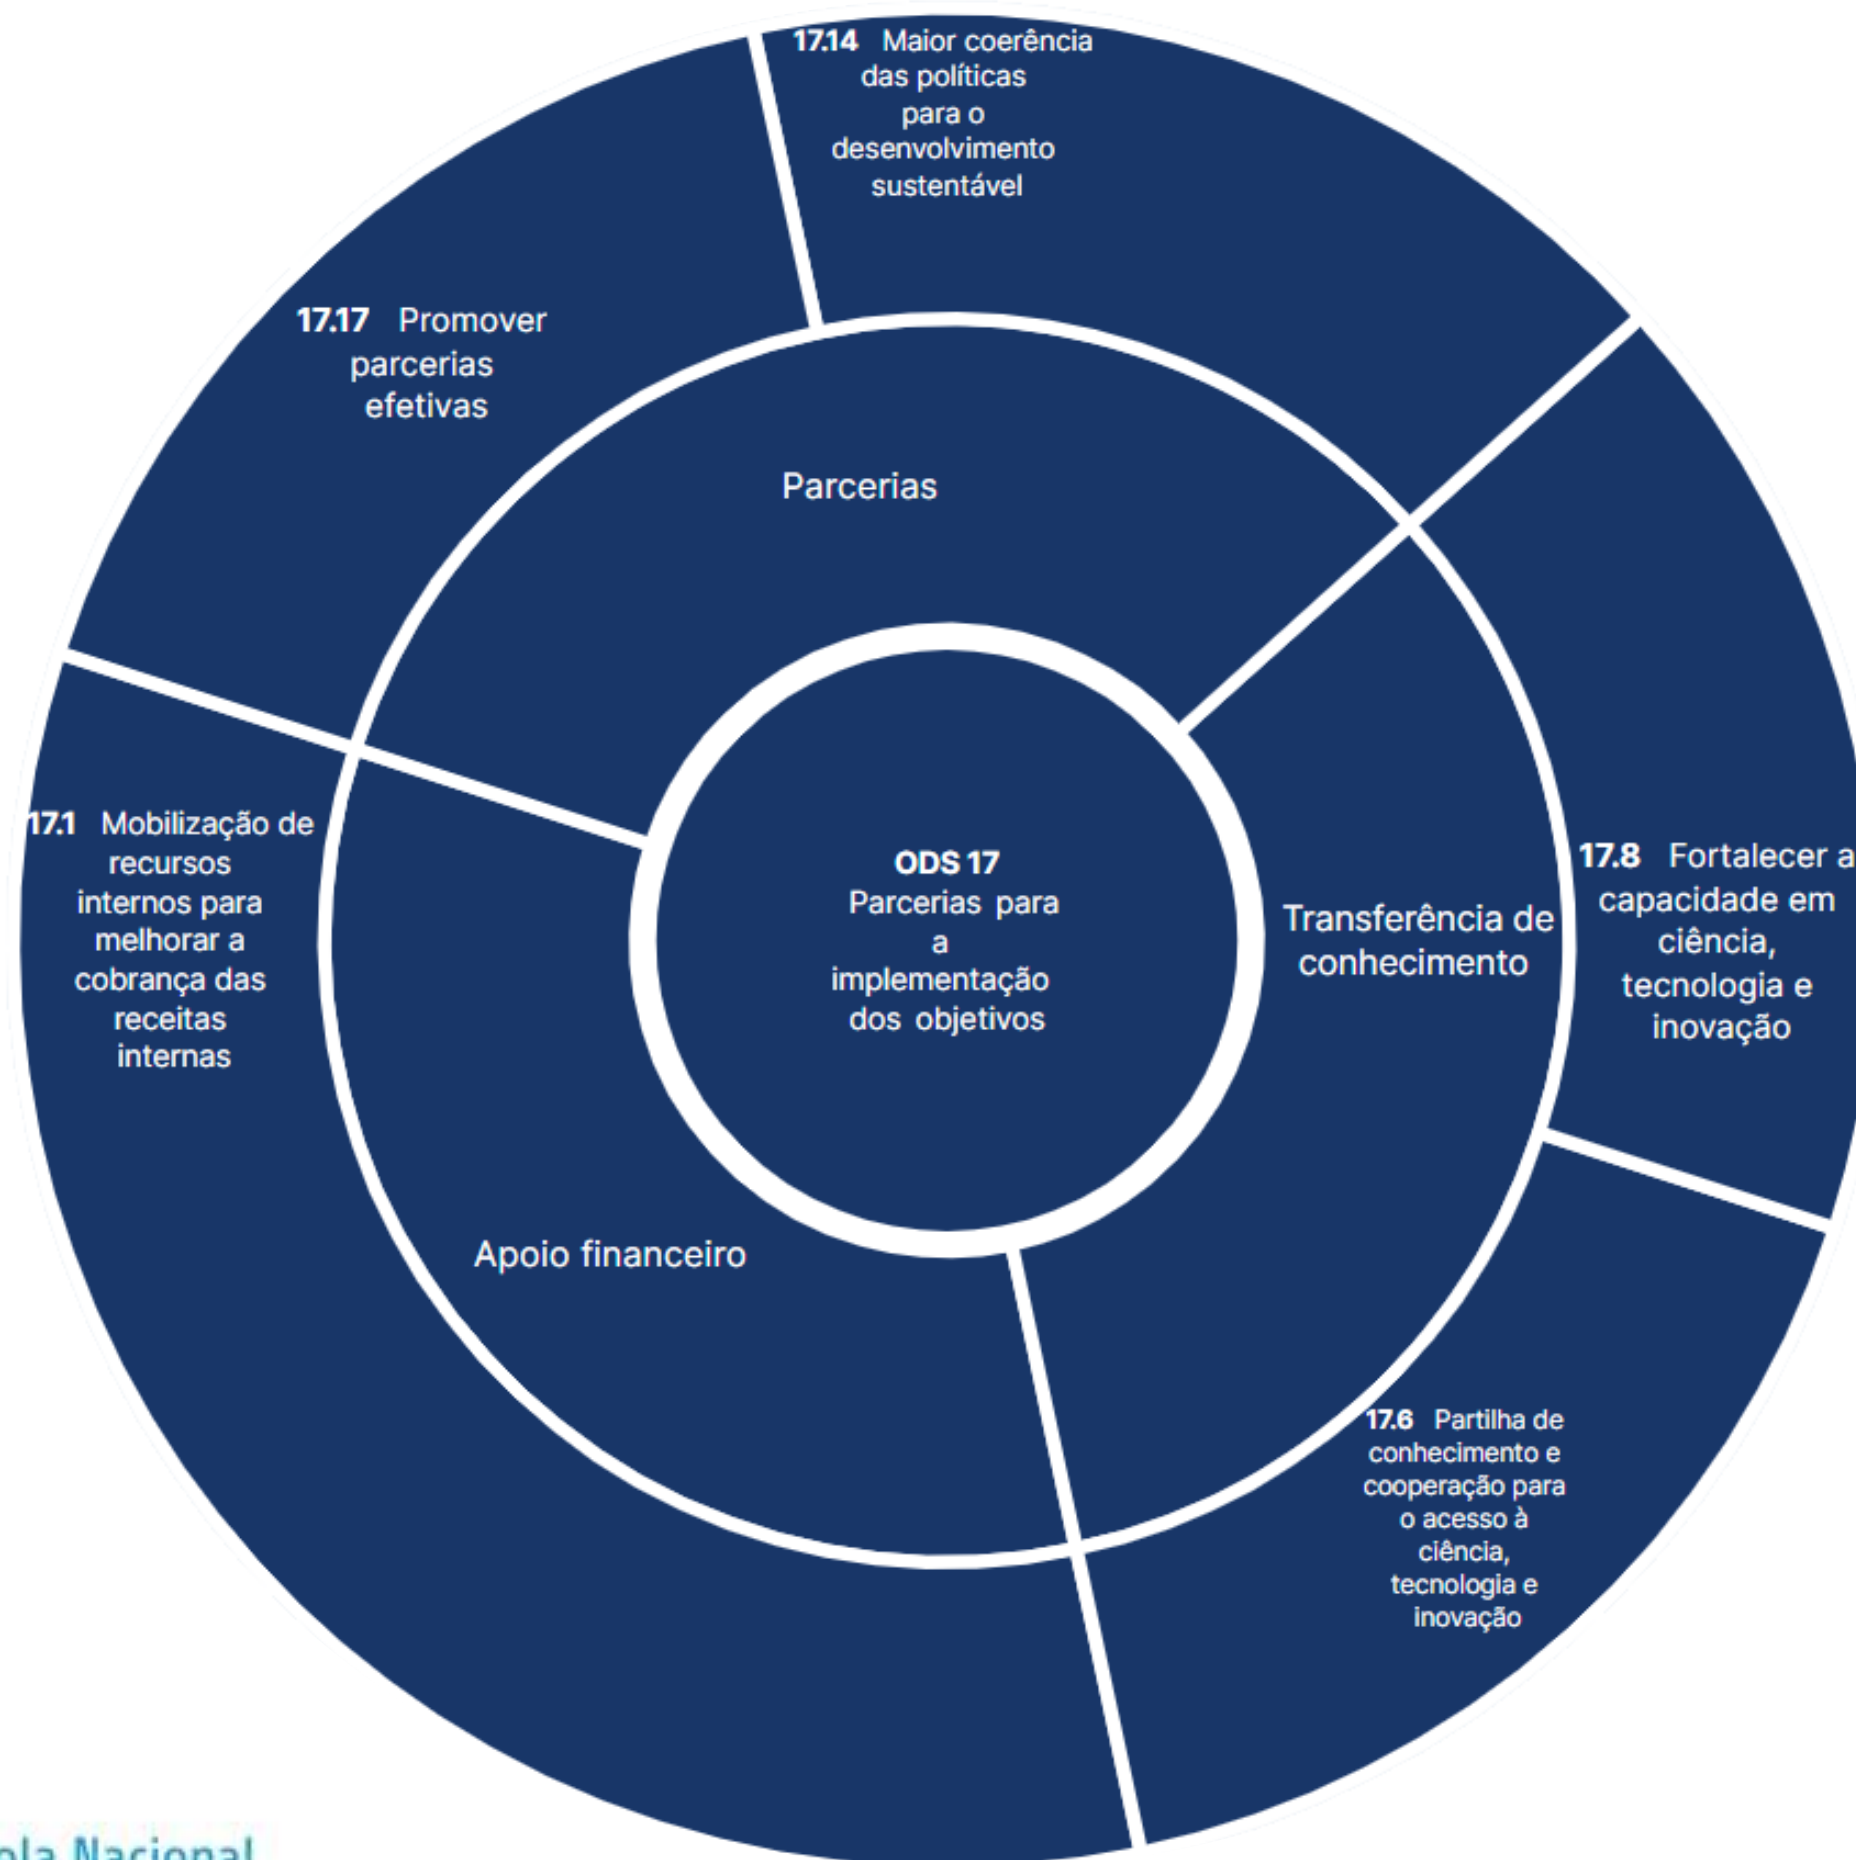 17.14 Maior coerência
das políticas
para o
desenvolvimento
sustentável
17.17 Promover
parcerias
efetivas
Parcerias
17.1 Mobilização de
recursos
internos para
melhorar a
cobrança das
receitas
internas
ODS 17
Parcerias para
a
implementação
dos objetivos
Transferência de
conhecimento
17.8 Fortalecer a
capacidade em
ciência,
tecnologia e
inovação
Apoio financeiro
17.6 Partilha de
conhecimento e
cooperação para
o acesso à
ciência,
tecnologia e
inovação
Nacional